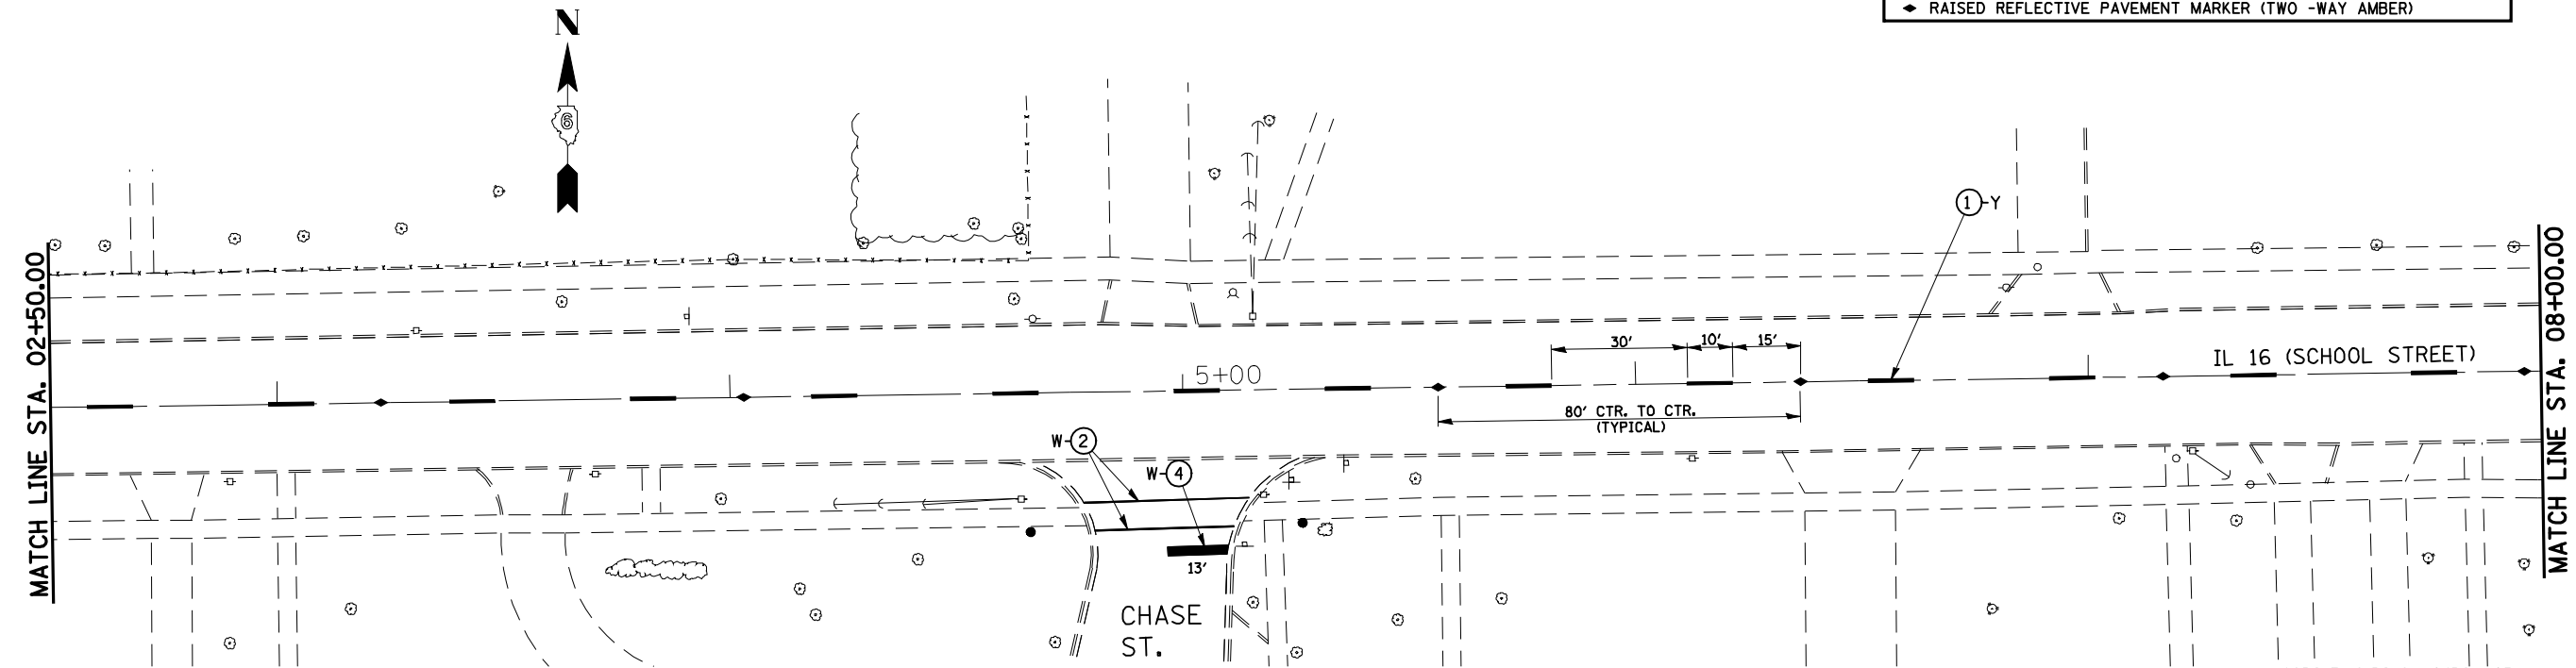 ◆ RAISED REFLECTIVE PAVEMENT MARKER (TWO -WAY AMBER)
N
6
1 -Y
MATCH LINE STA. 02+50.00
MATCH LINE STA. 08+00.00
30' 10' 15'
IL 16 (SCHOOL STREET)
5+00
80' CTR. TO CTR.
(TYPICAL)
W- 2
W- 4
13'
CHASE
ST.